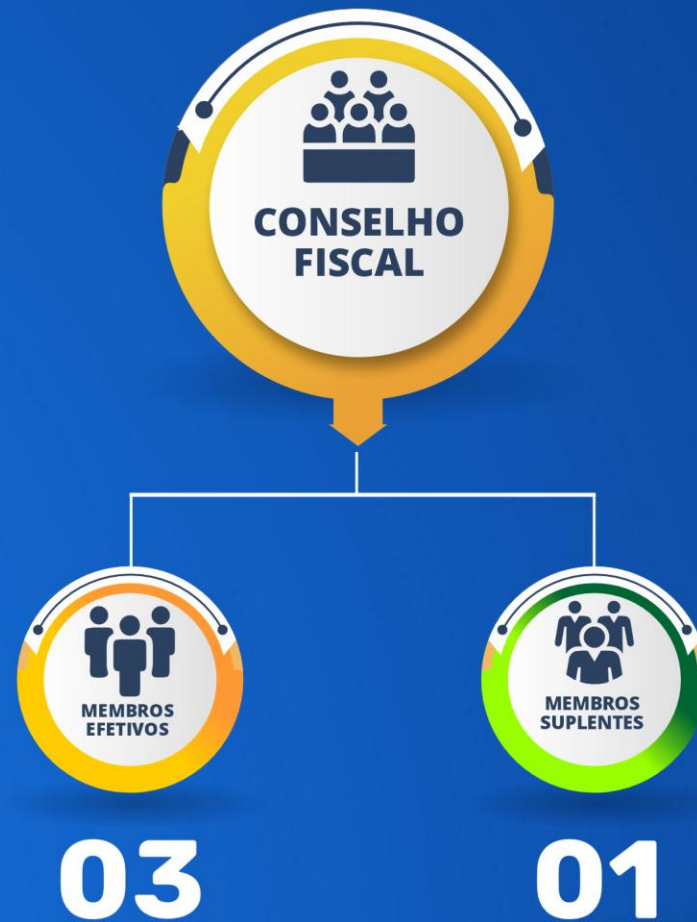 CONSELHO
FISCAL
MEMBROS
EFETIVOS
MEMBROS
SUPLENTES
03
01